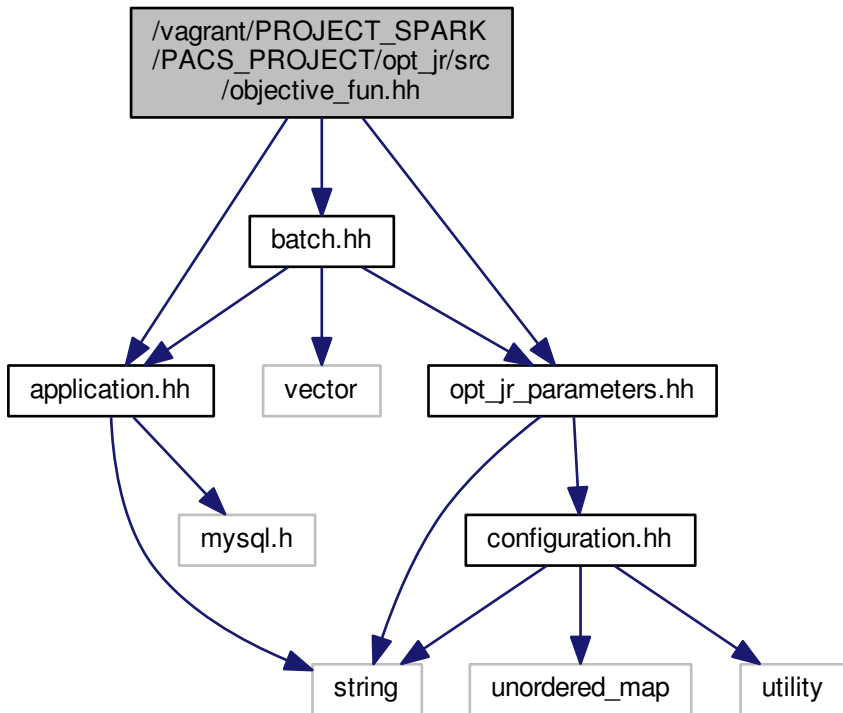 /vagrant/PROJECT_SPARK
/PACS_PROJECT/opt_jr/src
/objective_fun.hh
batch.hh
application.hh
vector
opt_jr_parameters.hh
mysql.h
configuration.hh
string
unordered_map
utility